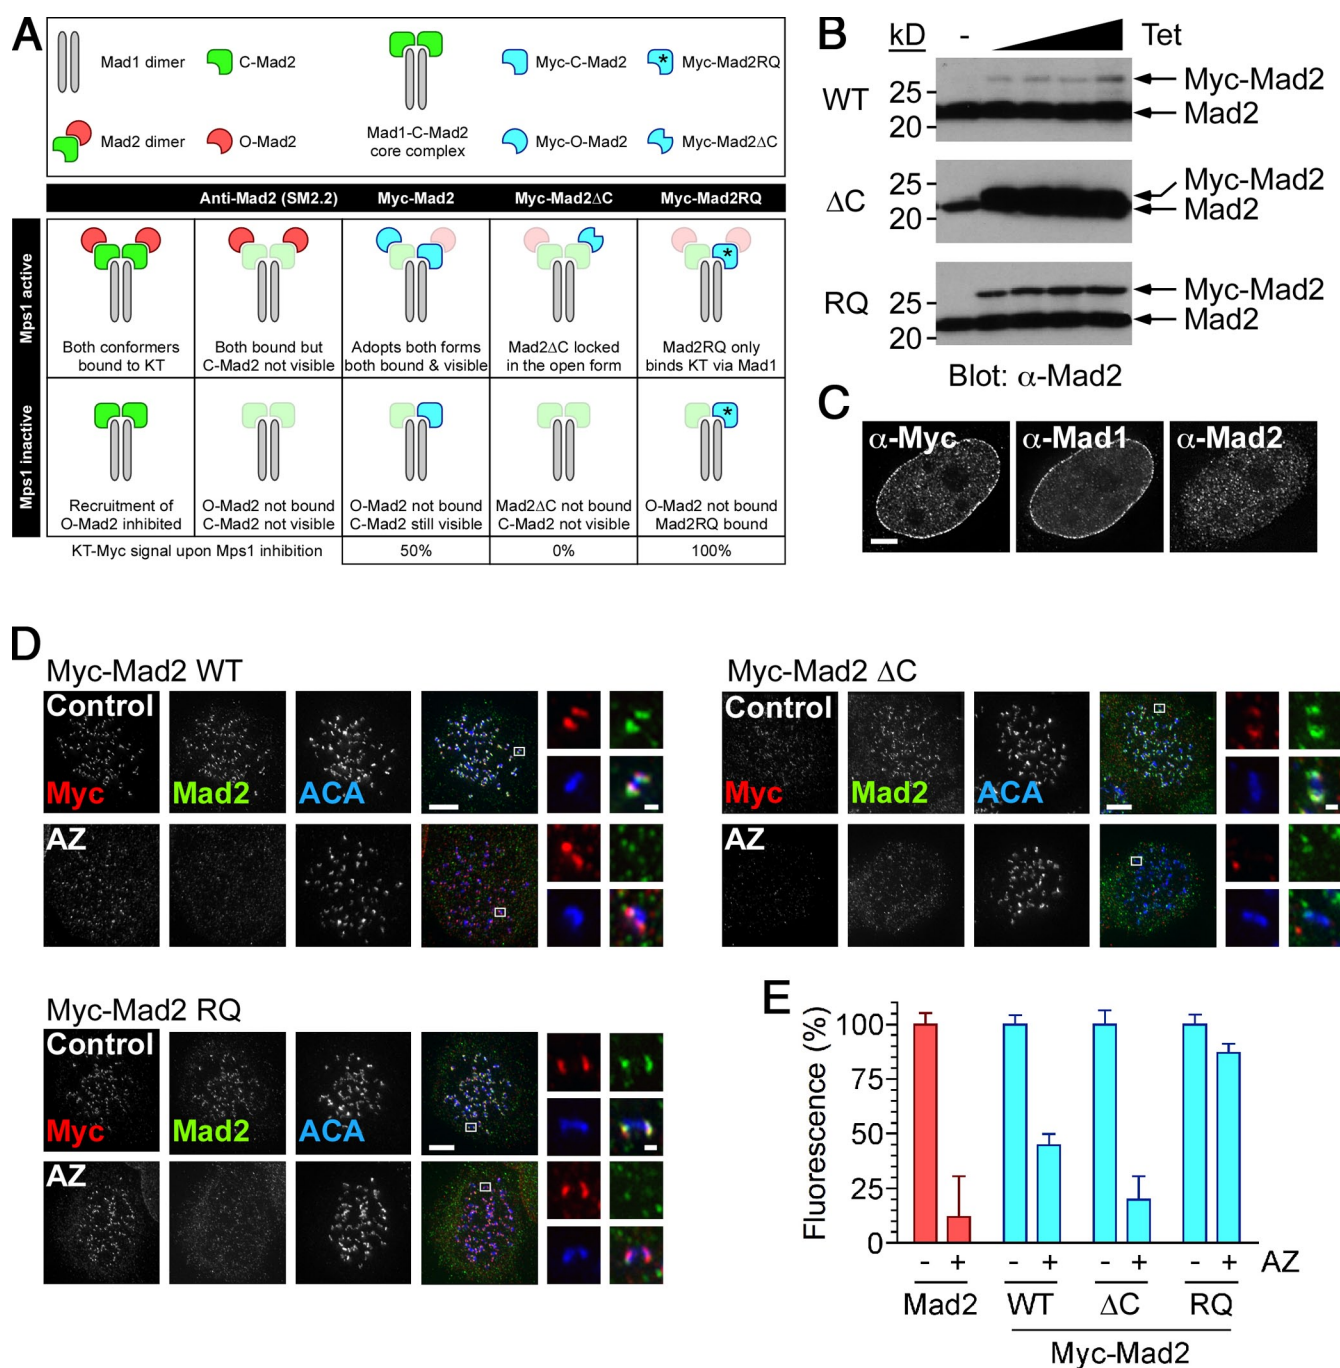 A
Mad1 dimer
C-Mad2
Myc-C-Mad2
* Myc-Mad2RQ
Mad2 dimer
O-Mad2
Mad1-C-Mad2
core complex
Myc-O-Mad2
Myc-Mad2ΔC
Anti-Mad2 (SM2.2)
Myc-Mad2
Myc-Mad2ΔC
Myc-Mad2RQ
Mps1 active
*
Both conformers
bound to KT
Both bound but
C-Mad2 not visible
Adopts both forms
both bound & visible
Mad2ΔC locked
in the open form
Mad2RQ only
binds KT via Mad1
Mps1 inactive
*
Recruitment of
O-Mad2 inhibited
O-Mad2 not bound
C-Mad2 not visible
O-Mad2 not bound
C-Mad2 still visible
Mad2ΔC not bound
C-Mad2 not visible
O-Mad2 not bound
Mad2RQ bound
KT-Myc signal upon Mps1 inhibition
50%
0%
100%
B
kD
-
Tet
WT
25
20
Myc-Mad2
Mad2
ΔC
25
20
Myc-Mad2
Mad2
RQ
25
20
Myc-Mad2
Mad2
Blot: α-Mad2
C
α-Myc
α-Mad1
α-Mad2
D
Myc-Mad2 WT
Control
Myc
Mad2
ACA
AZ
Myc-Mad2 ΔC
Control
Myc
Mad2
ACA
AZ
Myc-Mad2 RQ
Control
Myc
Mad2
ACA
AZ
E
Fluorescence (%)
100
75
50
25
0
- + - + - + - + AZ
Mad2 WT ΔC RQ
Myc-Mad2